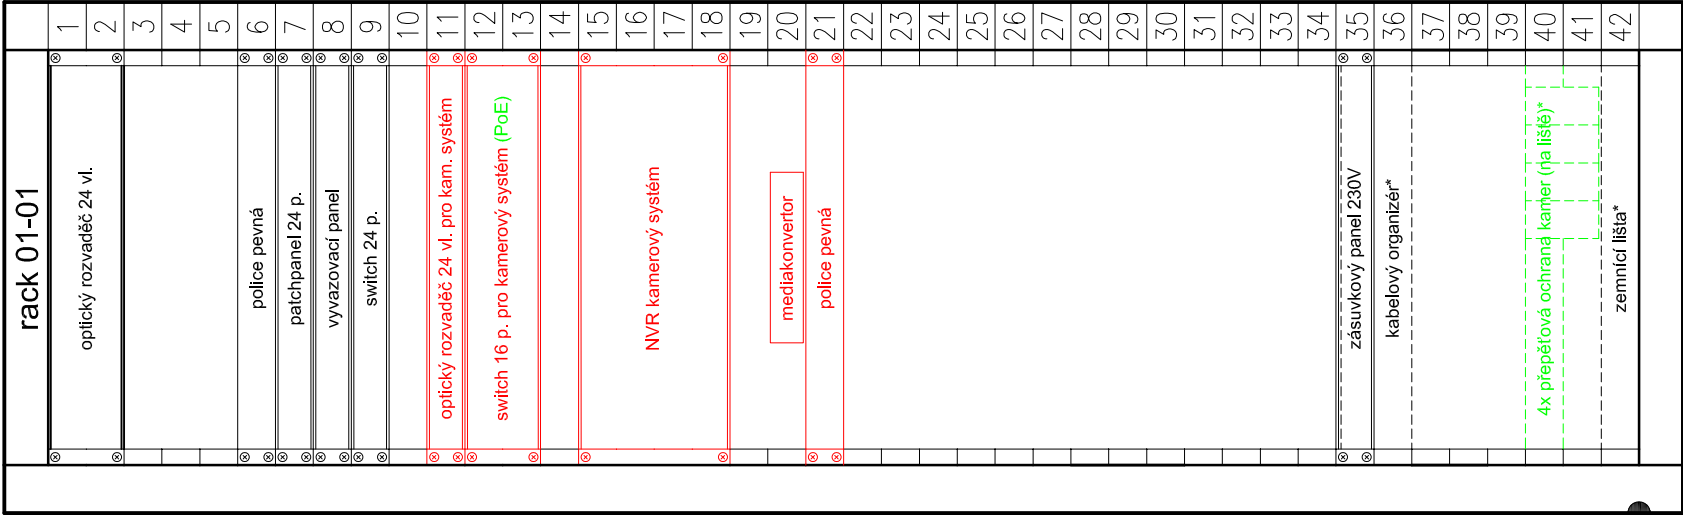 rack 01-01
1
2
optický rozvaděč 24 vl.
3
4
5
6
police pevná
7
patchpanel 24 p.
8
vyvazovací panel
9
switch 24 p.
10
11
optický rozvaděč 24 vl. pro kam. systém
12
13
switch 16 p. pro kamerový systém (PoE)
14
15
16
17
18
NVR kamerový systém
19
20
mediakonvertor
21
police pevná
22
23
24
25
26
27
28
29
30
31
32
33
34
35
zásuvkový panel 230V
36
kabelový organizér*
37
38
39
40
41
4x přepěťová ochrana kamer (na liště)*
42
zemnící lišta*